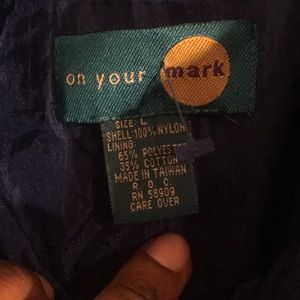 on your mark
SIZE: L
SHELL:100% NYLON
LINING:
65% POLYESTER
35% COTTON
MADE IN TAIWAN
R. O. C.
RN 58909
CARE OVER